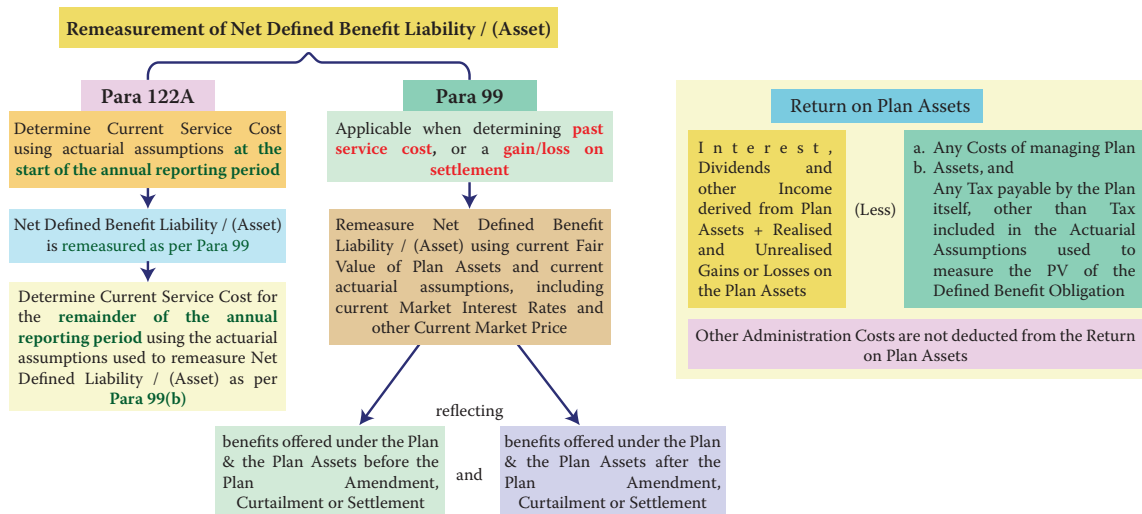 Remeasurement of Net Defined Benefit Liability / (Asset)
Para 122A
Determine Current Service Cost
using actuarial assumptions at the
start of the annual reporting period
Net Defined Benefit Liability / (Asset)
is remeasured as per Para 99
Determine Current Service Cost for
the remainder of the annual
reporting period using the actuarial
assumptions used to remeasure Net
Defined Liability / (Asset) as per
Para 99(b)
Para 99
Applicable when determining past
service cost, or a gain/loss on
settlement
Remeasure Net Defined Benefit
Liability / (Asset) using current Fair
Value of Plan Assets and current
actuarial assumptions, including
current Market Interest Rates and
other Current Market Price
reflecting
benefits offered under the Plan
& the Plan Assets before the
Plan Amendment,
Curtailment or Settlement
and
benefits offered under the Plan
& the Plan Assets after the
Plan Amendment,
Curtailment or Settlement
Return on Plan Assets
Interest,
Dividends and
other Income
derived from Plan
Assets + Realised
and Unrealised
Gains or Losses on
the Plan Assets
(Less)
a. Any Costs of managing Plan
b. Assets, and
Any Tax payable by the Plan
itself, other than Tax
included in the Actuarial
Assumptions used to
measure the PV of the
Defined Benefit Obligation
Other Administration Costs are not deducted from the Return
on Plan Assets